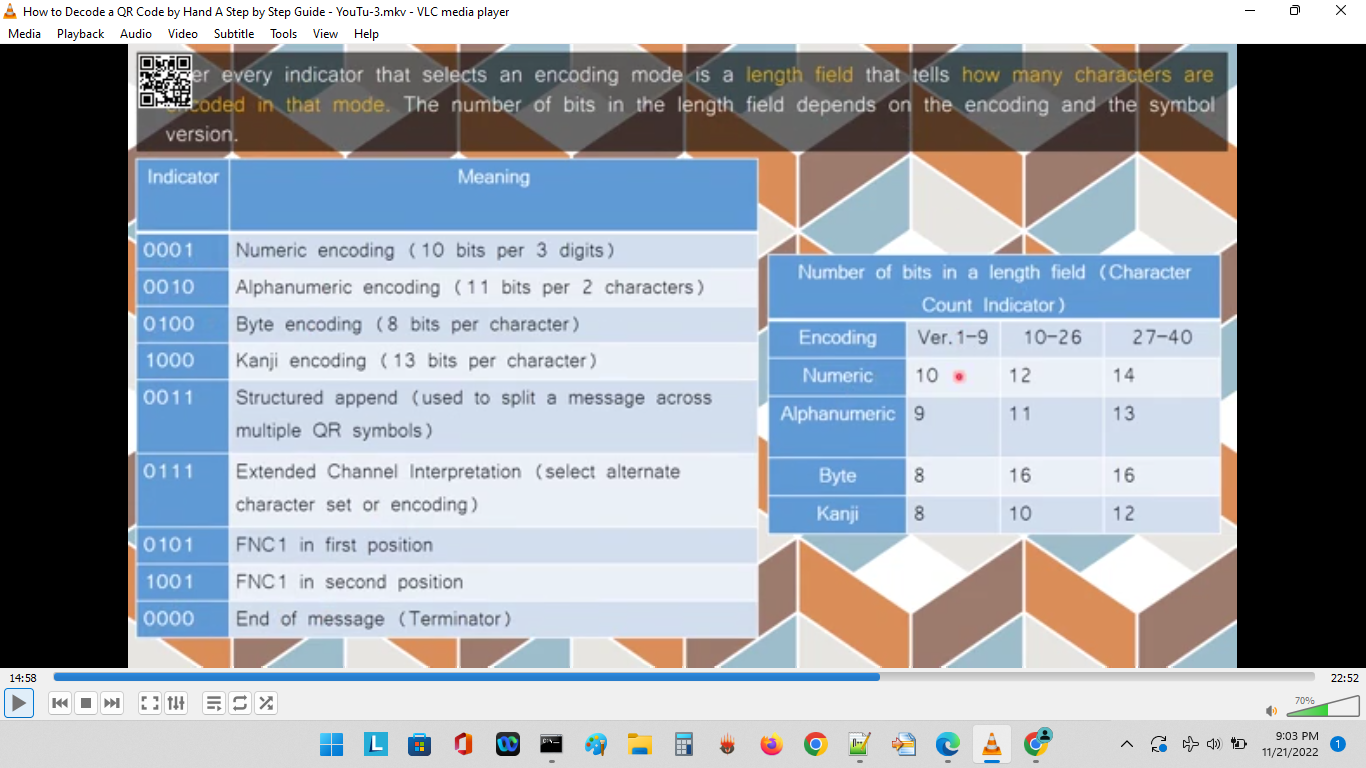 How to Decode a QR Code by Hand A Step by Step Guide - YouTu-3.mkv - VLC media player
Media Playback Audio Video Subtitle Tools View Help
er every indicator that selects an encoding mode is a length field that tells how many characters are
encoded in that mode. The number of bits in the length field depends on the encoding and the symbol
version.
Indicator Meaning
0001 Numeric encoding (10 bits per 3 digits)
0010 Alphanumeric encoding (11 bits per 2 characters)
0100 Byte encoding (8 bits per character)
1000 Kanji encoding (13 bits per character)
0011 Structured append (used to split a message across
multiple QR symbols)
0111 Extended Channel Interpretation (select alternate
character set or encoding)
0101 FNC1 in first position
1001 FNC1 in second position
0000 End of message (Terminator)
Number of bits in a length field (Character
Count Indicator)
Encoding Ver.1-9 10-26 27-40
Numeric 10 12 14
Alphanumeric 9 11 13
Byte 8 16 16
Kanji 8 10 12
14:58 22:52
70%
L
9:03 PM
11/21/2022
1